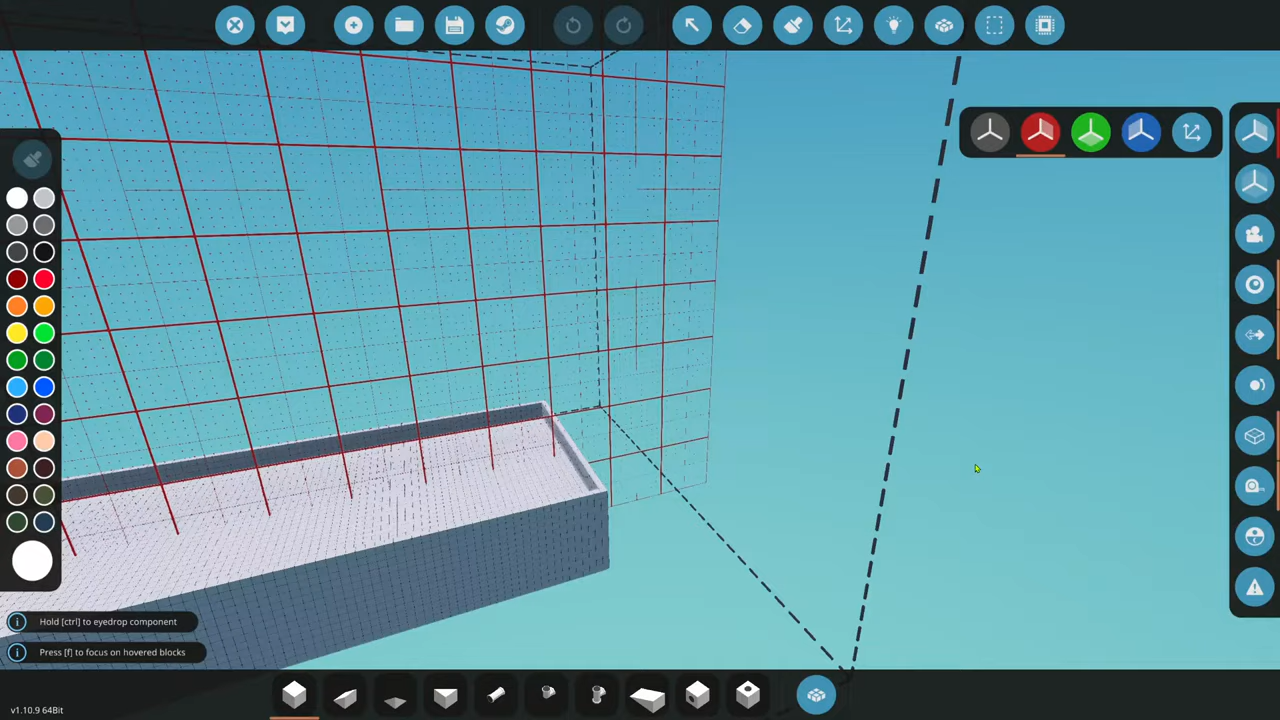 Hold [ctrl] to eyedrop component
Press [f] to focus on hovered blocks
v1.10.9 64Bit